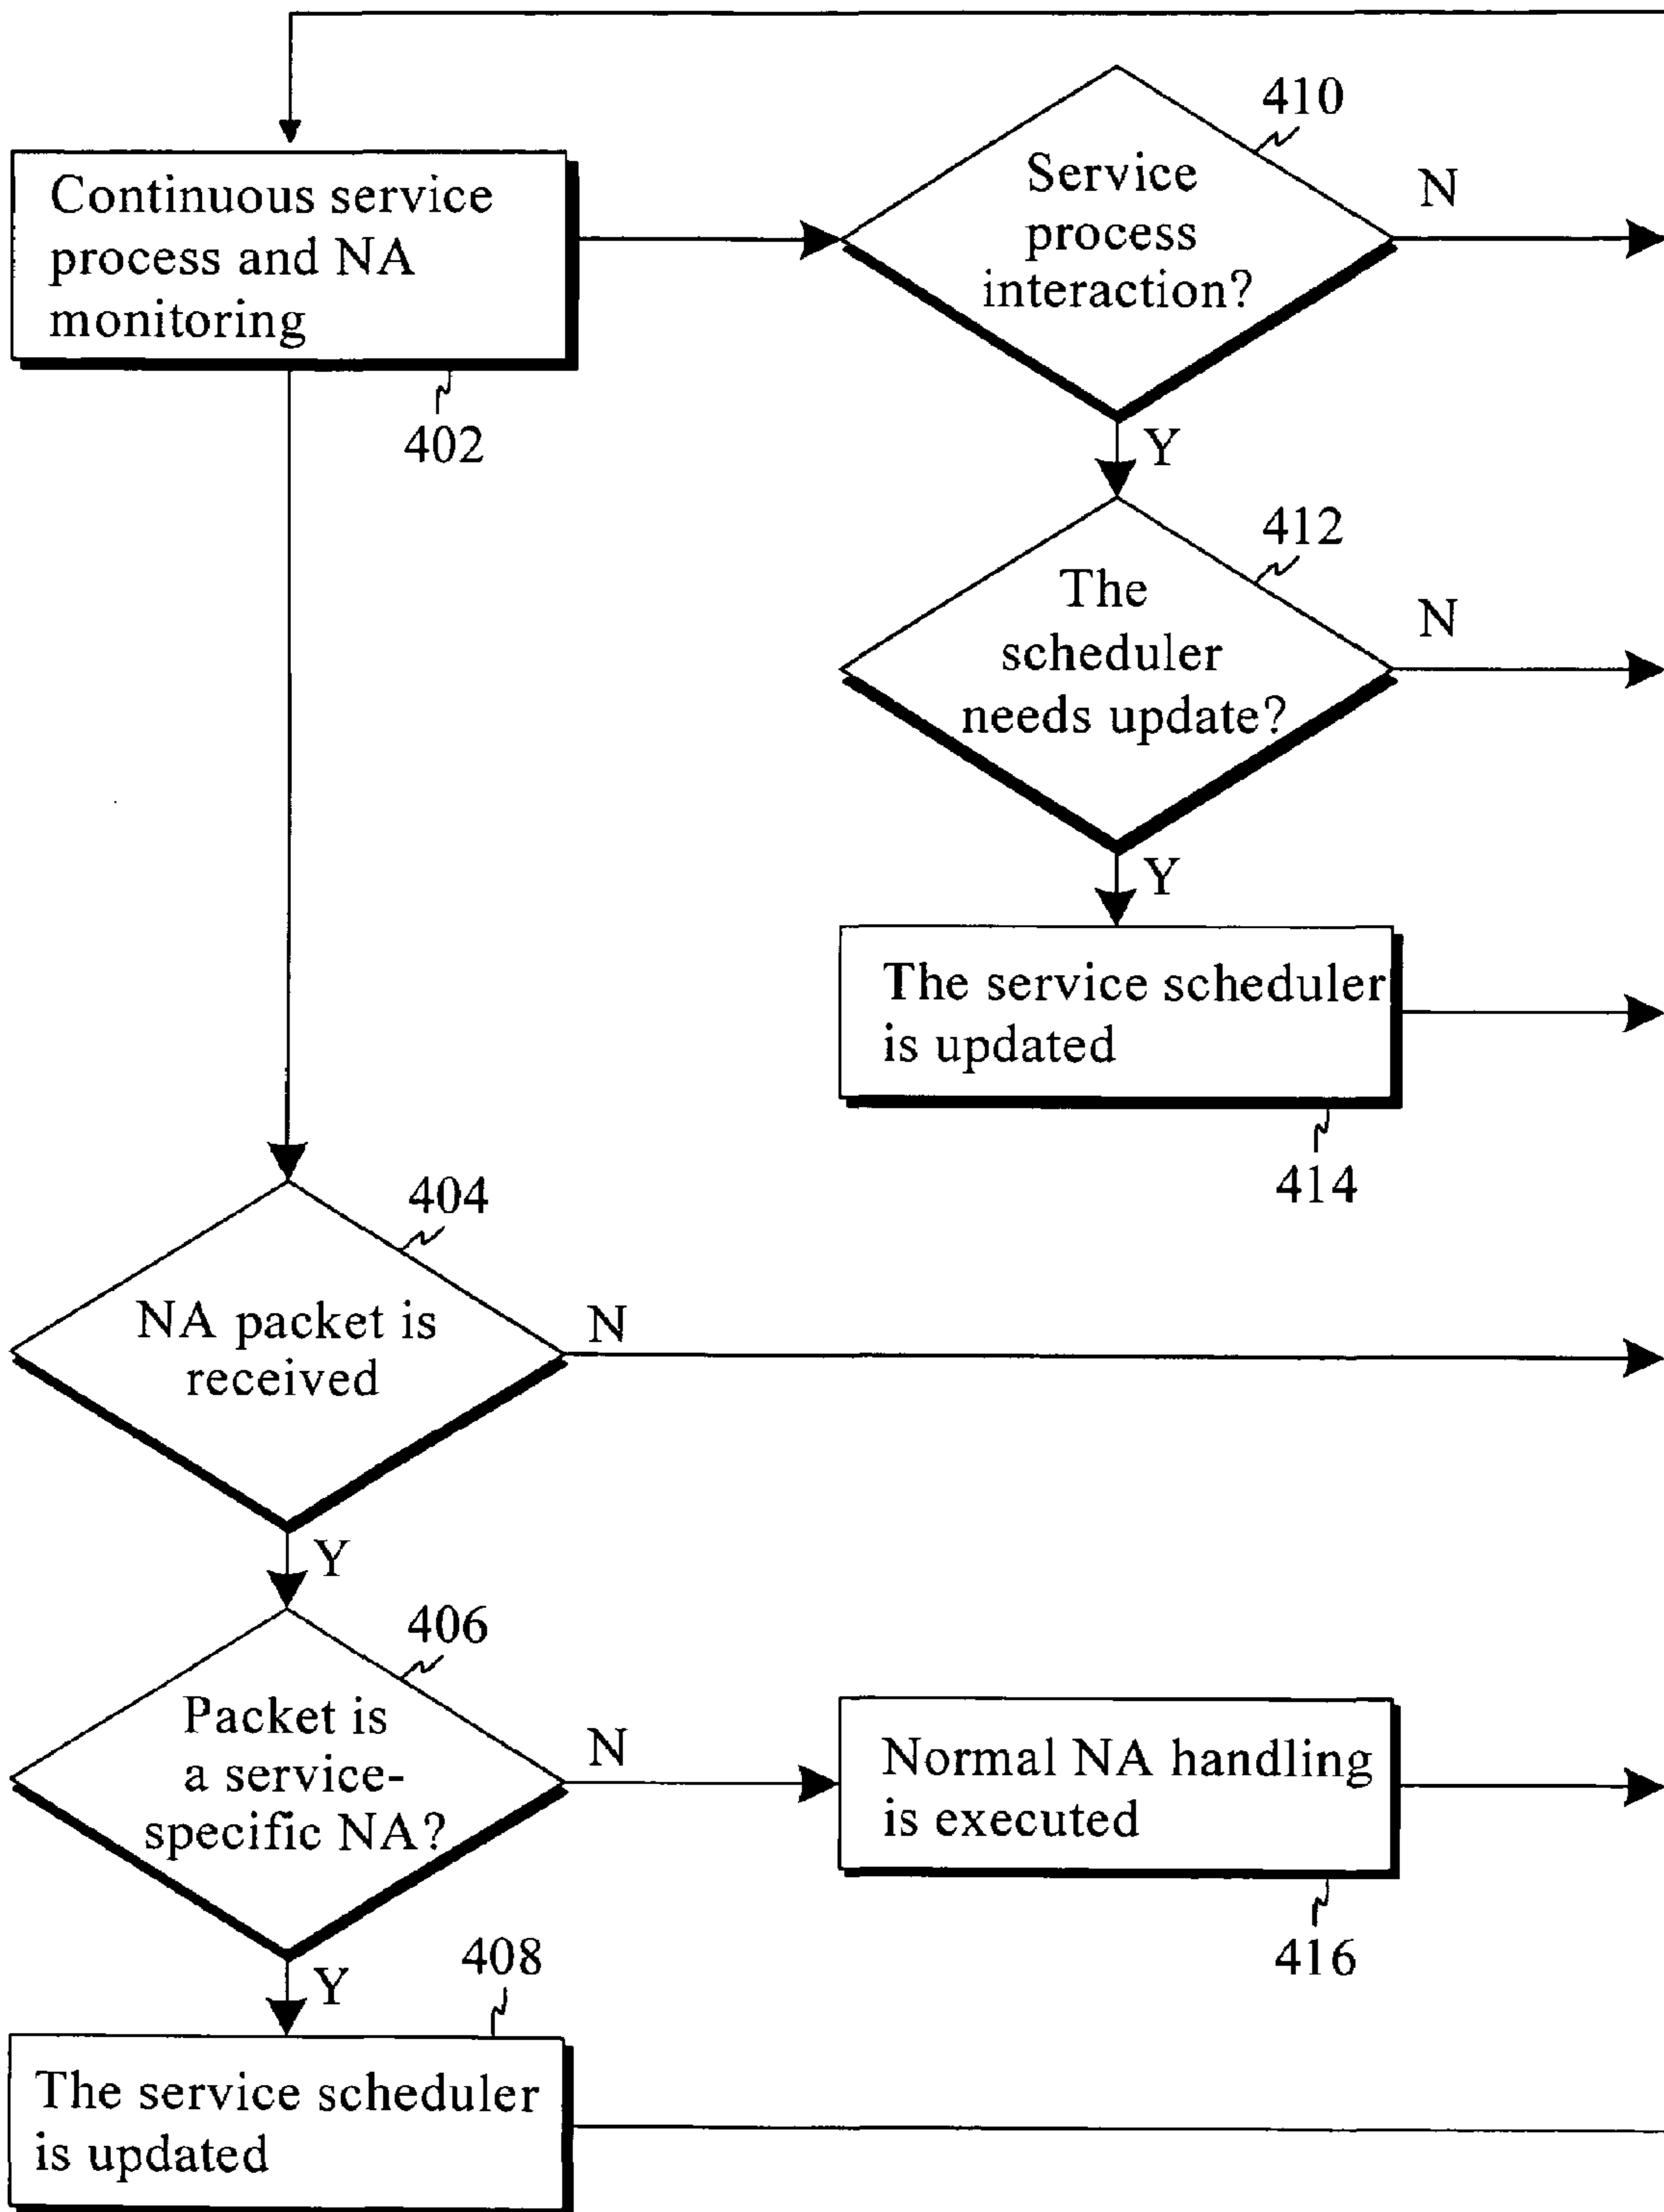 410
Service
process
interaction?
N
Continuous service
process and NA
monitoring
402
Y
412
The
scheduler
needs update?
N
Y
The service scheduler
is updated
414
404
NA packet is
received
N
Y
406
Packet is
a service-
specific NA?
N
Normal NA handling
is executed
416
Y
408
The service scheduler
is updated